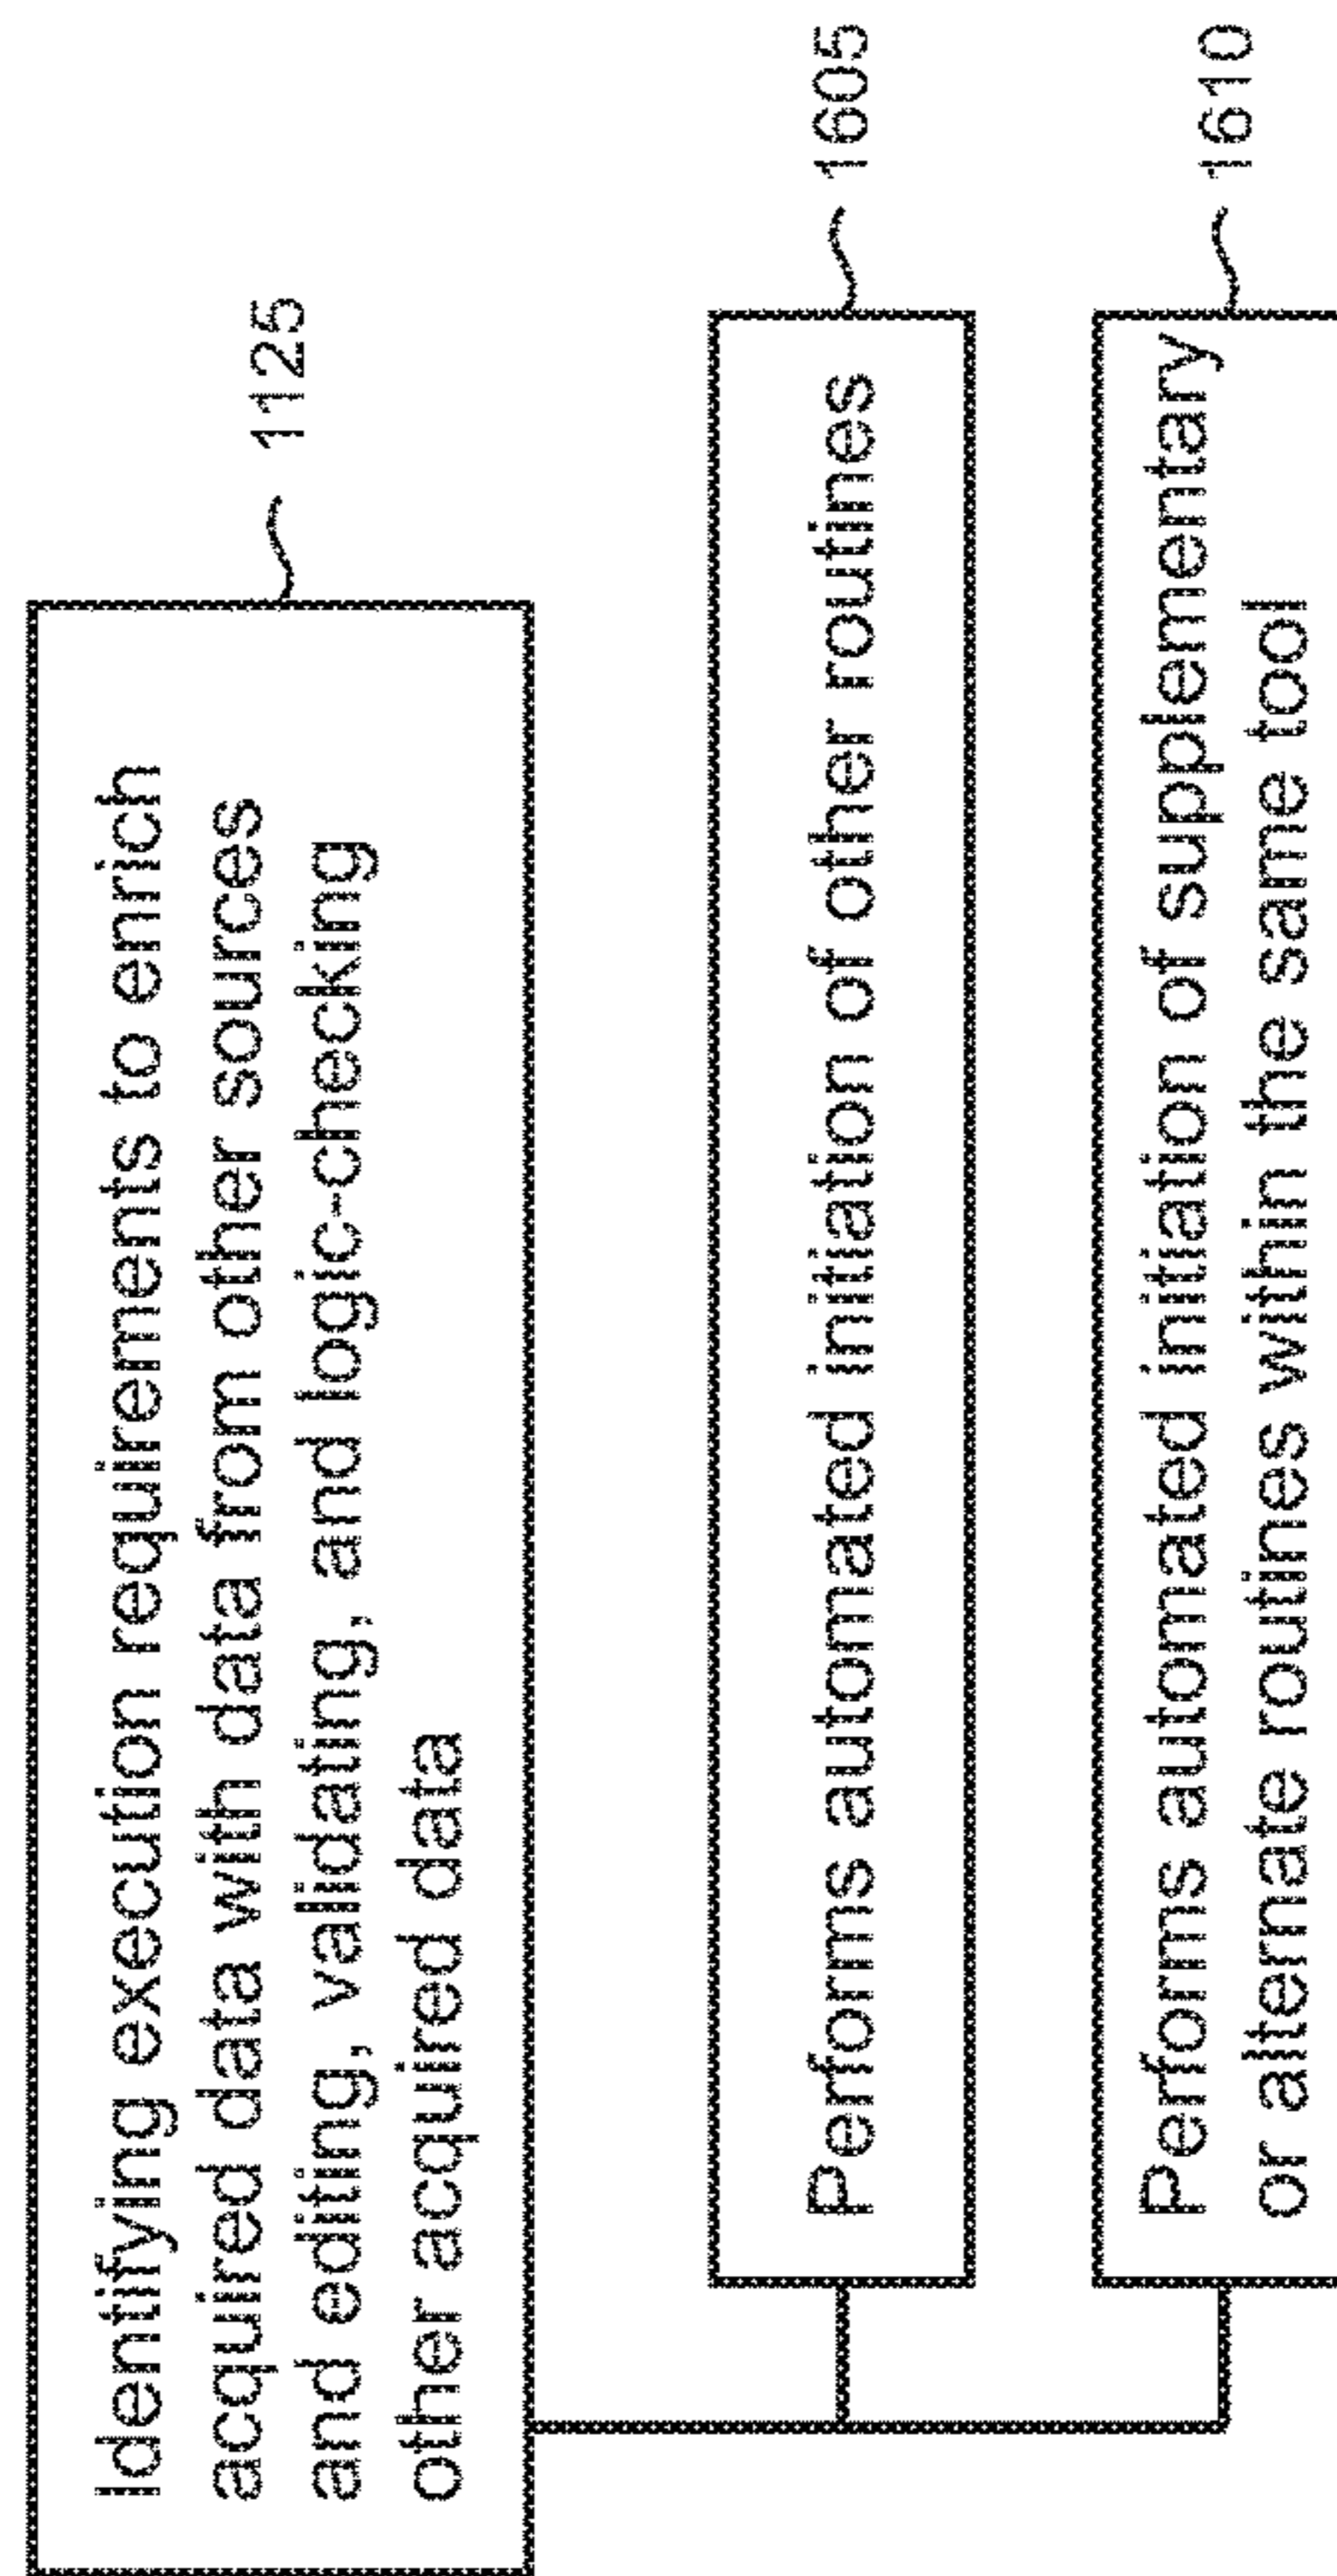 Identifying execution requirements to enrich
acquired data with data from other sources
and editing, validating, and logic-checking
other acquired data
1125
Performs automated initiation of other routines
1605
Performs automated initiation of supplementary
or alternate routines within the same tool
1610